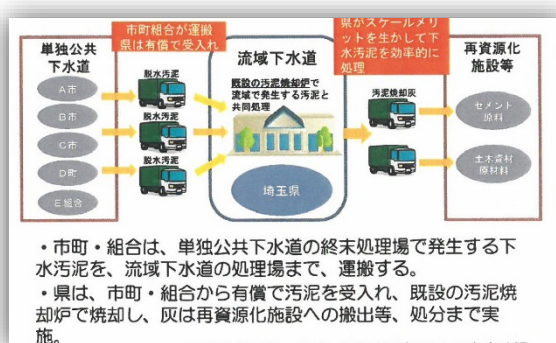 市町組合が運搬
県は有償で受入れ
県がスケールメリ
ットを生かして下
水汚泥を効率的に
処理
単独公共
下水道
A市
B市
C市
D町
E組合
脱水汚泥
脱水汚泥
脱水汚泥
流域下水道
既設の汚泥焼却炉で
流域で発生する汚泥と
共同処理
埼玉県
汚泥焼却灰
再資源化
施設等
セメント
原料
土木資材
原材料
・市町・組合は、単独公共下水道の終末処理場で発生する下
水汚泥を、流域下水道の処理場まで、運搬する。
・県は、市町・組合から有償で汚泥を受入れ、既設の汚泥焼
却炉で焼却し、灰は再資源化施設への搬出等、処分まで実
施。